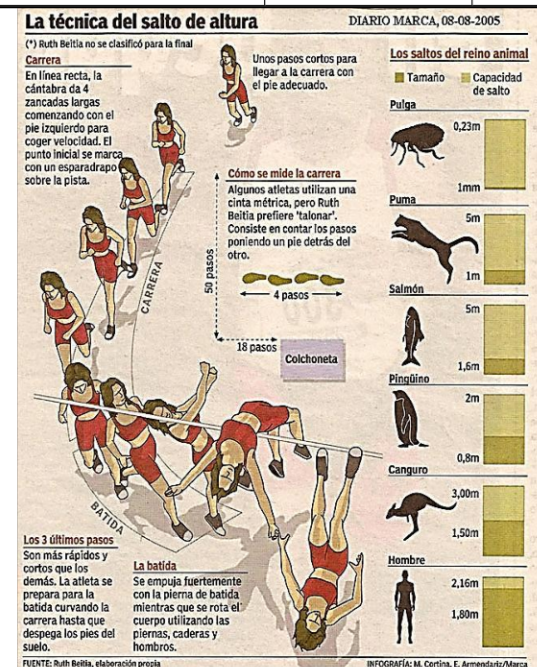 La técnica del salto de altura
DIARIO MARCA, 08-08-2005
(*) Ruth Beitia no se clasificó para la final
Carrera
En línea recta, la
cántabra da 4
zancadas largas
comenzando con el
pie izquierdo para
coger velocidad. El
punto inicial se marca
con un esparadrapo
sobre la pista.
Unos pasos cortos para
llegar a la carrera con
el pie adecuado.
Cómo se mide la carrera
Algunos atletas utilizan una
cinta métrica, pero Ruth
Beitia prefiere 'talonar'.
Consiste en contar los pasos
poniendo un pie detrás del
otro.
4 pasos
50 pasos
18 pasos
Colchoneta
CARRERA
BATIDA
Los 3 últimos pasos
Son más rápidos y
cortos que los
demás. La atleta se
prepara para la
batida curvando la
carrera hasta que
despega los pies del
suelo.
La batida
Se empuja fuertemente
con la pierna de batida
mientras que se rota el
cuerpo utilizando las
piernas, caderas y
hombros.
Los saltos del reino animal
Tamaño
Capacidad
de salto
Pulga
0,23m
1mm
Puma
5m
1m
Salmón
5m
1,6m
Pingüino
2m
0,8m
Canguro
3,00m
1,50m
Hombre
2,16m
1,80m
FUENTE: Ruth Beitia, elaboración propia
INFOGRAFÍA: M. Cortina, E. Armendariz/Marca